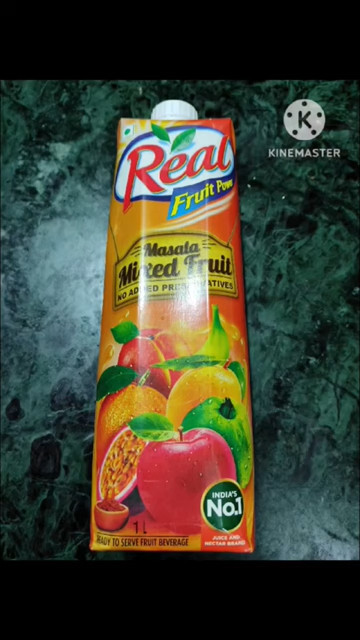 KINEMASTER
Real
Fruit Power
Masala
Mixed Fruit
NO ADDED PRESERVATIVES
INDIA'S
No.1
JUICE AND
NECTAR BRAND
1 L
READY TO SERVE FRUIT BEVERAGE